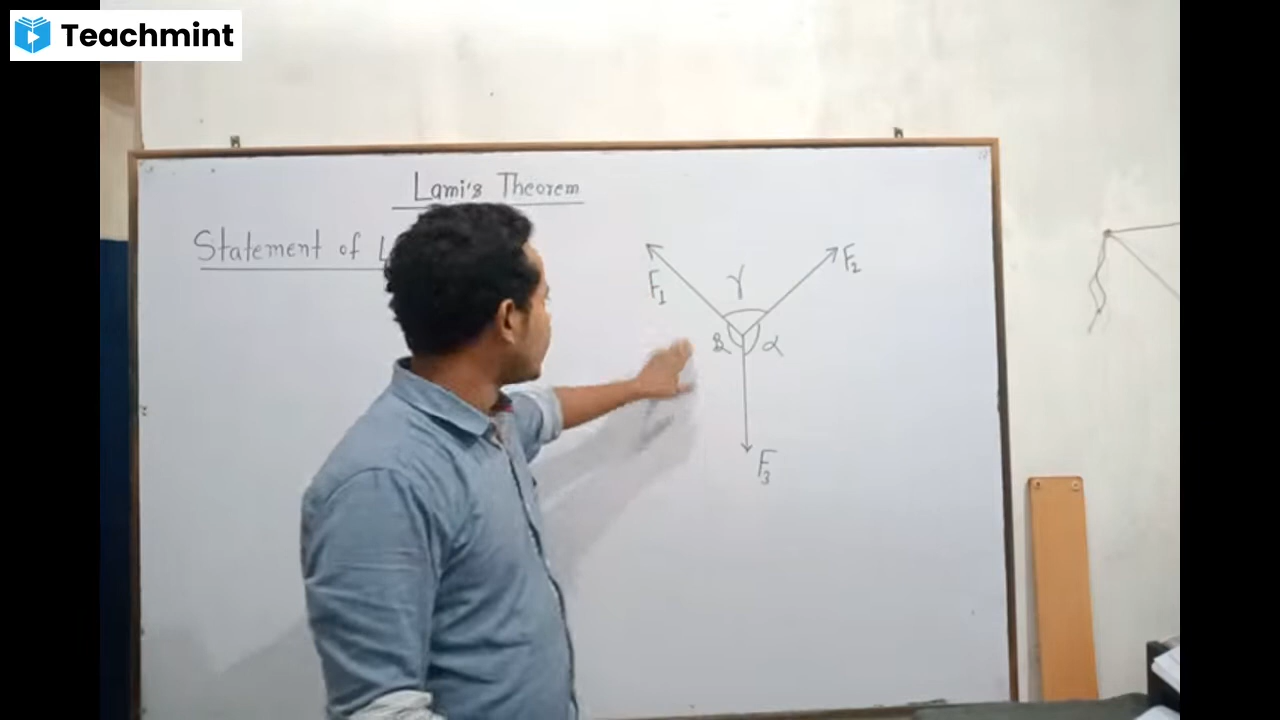 Teachmint
Lami's Theorem
Statement of L
F1
γ
F2
α
F3